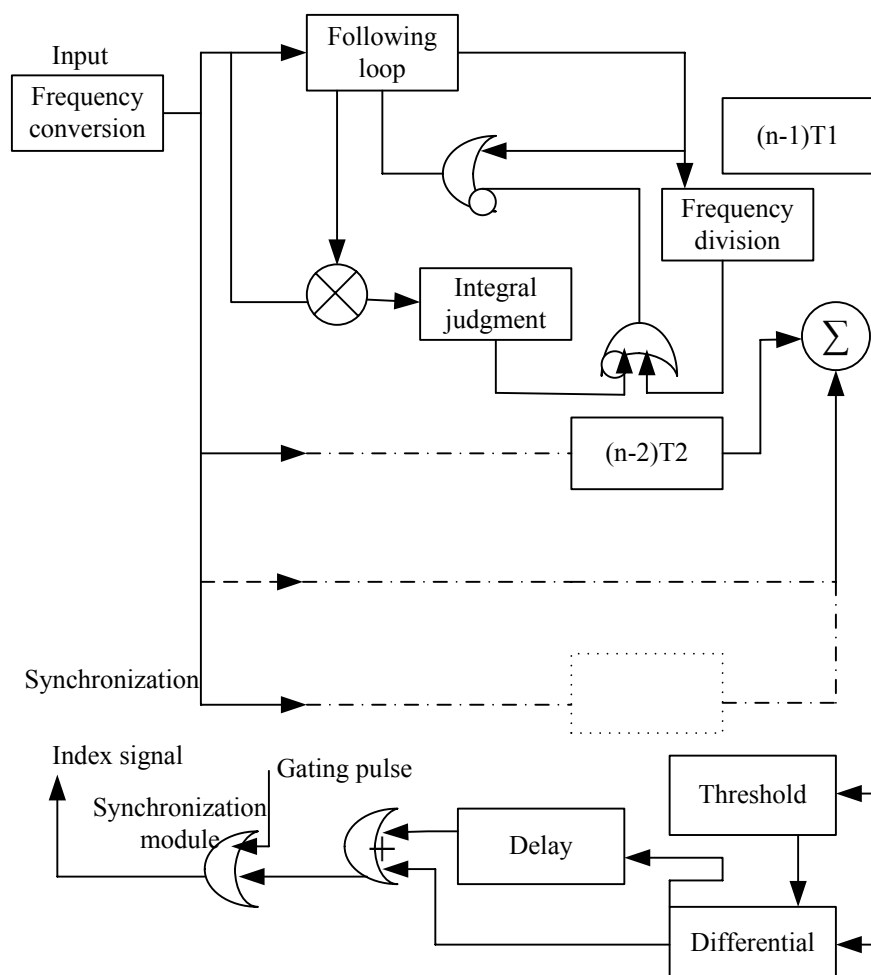 Input
Frequency
conversion
Following
loop
(n-1)T1
Frequency
division
Integral
judgment
Σ
(n-2)T2
Synchronization
Index signal
Gating pulse
Synchronization
module
+
Delay
Threshold
Differential